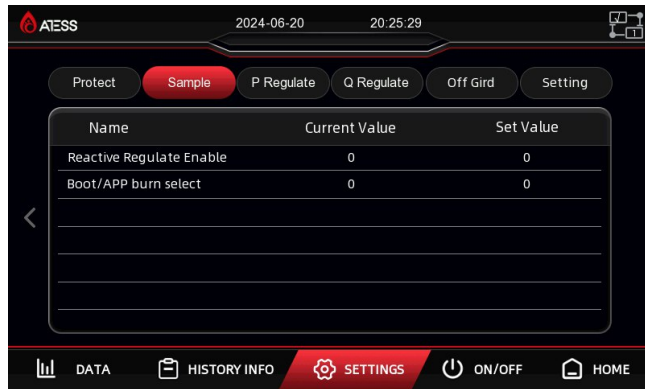 ATESS 2024-06-20 20:25:29
1
Protect Sample P Regulate Q Regulate Off Gird Setting
Name Current Value Set Value
Reactive Regulate Enable 0 0
Boot/APP burn select 0 0
DATA HISTORY INFO SETTINGS ON/OFF HOME